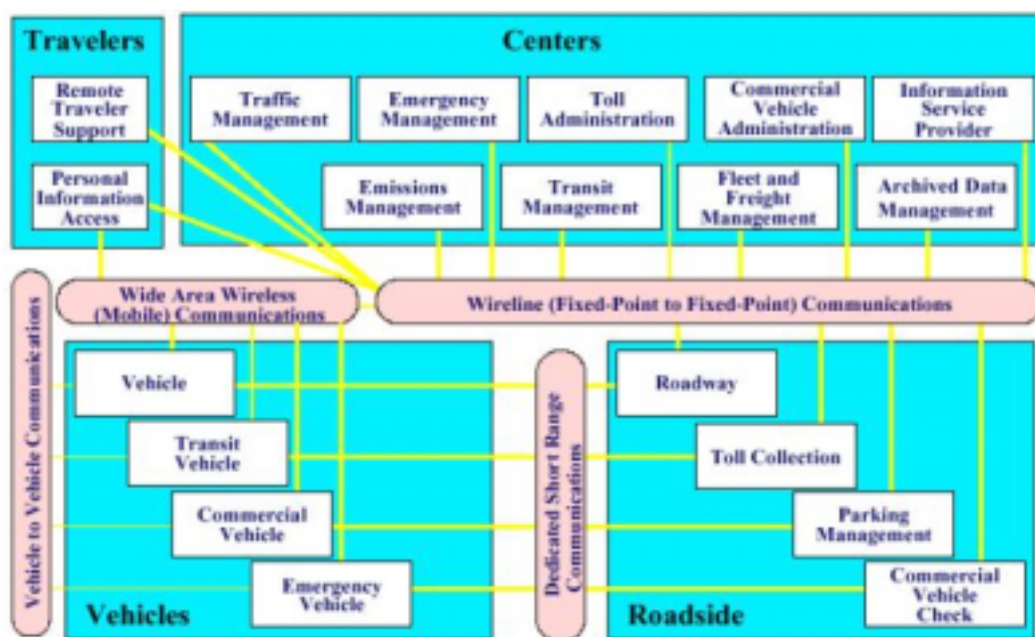 Travelers
Remote
Traveler
Support
Personal
Information
Access
Centers
Traffic
Management
Emergency
Management
Toll
Administration
Commercial
Vehicle
Administration
Information
Service
Provider
Emissions
Management
Transit
Management
Fleet and
Freight
Management
Archived Data
Management
Wide Area Wireless
(Mobile) Communications
Wireline (Fixed-Point to Fixed-Point) Communications
Vehicle to Vehicle Communications
Vehicle
Transit
Vehicle
Commercial
Vehicle
Emergency
Vehicle
Vehicles
Dedicated Short Range
Communications
Roadway
Toll Collection
Parking
Management
Commercial
Vehicle
Check
Roadside